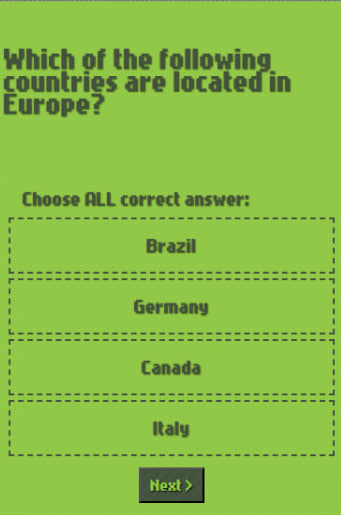 Which of the following
countries are located in
Europe?
Choose ALL correct answer:
Brazil
Germany
Canada
Italy
Next >